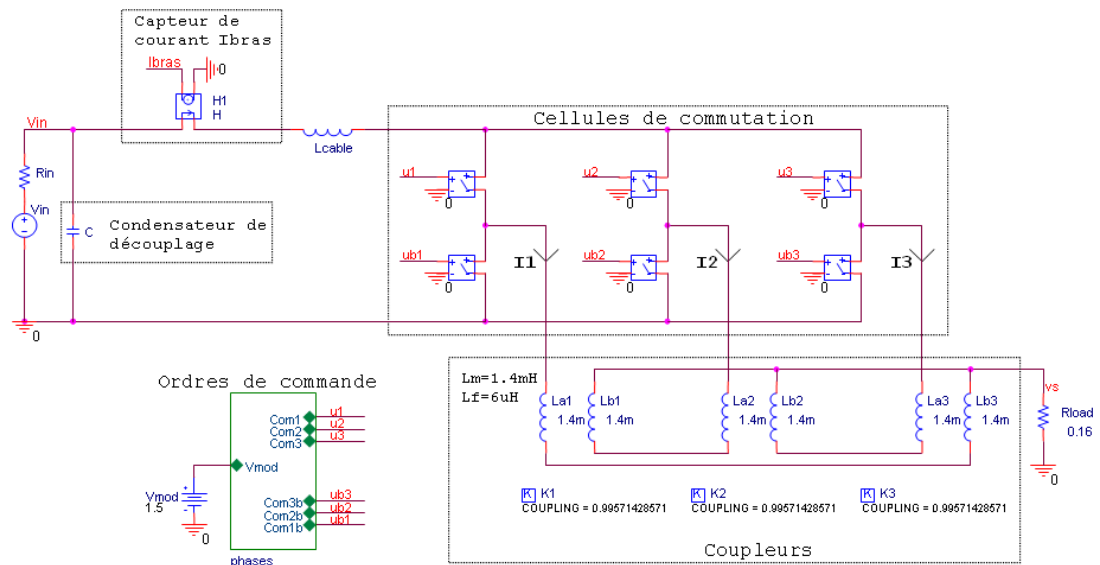 Capteur de
courant Ibras
Ibras
0
H1
H
Vin
Lcable
Rin
Vin
C
Condensateur de
découplage
0
Cellules de commutation
u1
0
u2
0
u3
0
ub1
0
ub2
0
ub3
0
I1
I2
I3
Ordres de commande
Com1
Com2
Com3
u1
u2
u3
Vmod
Vmod
1.5
0
Com3b
Com2b
Com1b
ub3
ub2
ub1
phases
Lm=1.4mH
Lf=6uH
La1
1.4m
Lb1
1.4m
La2
1.4m
Lb2
1.4m
La3
1.4m
Lb3
1.4m
vs
Rload
0.16
0
K K1
COUPLING = 0.99571428571
K K2
COUPLING = 0.99571428571
K K3
COUPLING = 0.99571428571
Coupleurs